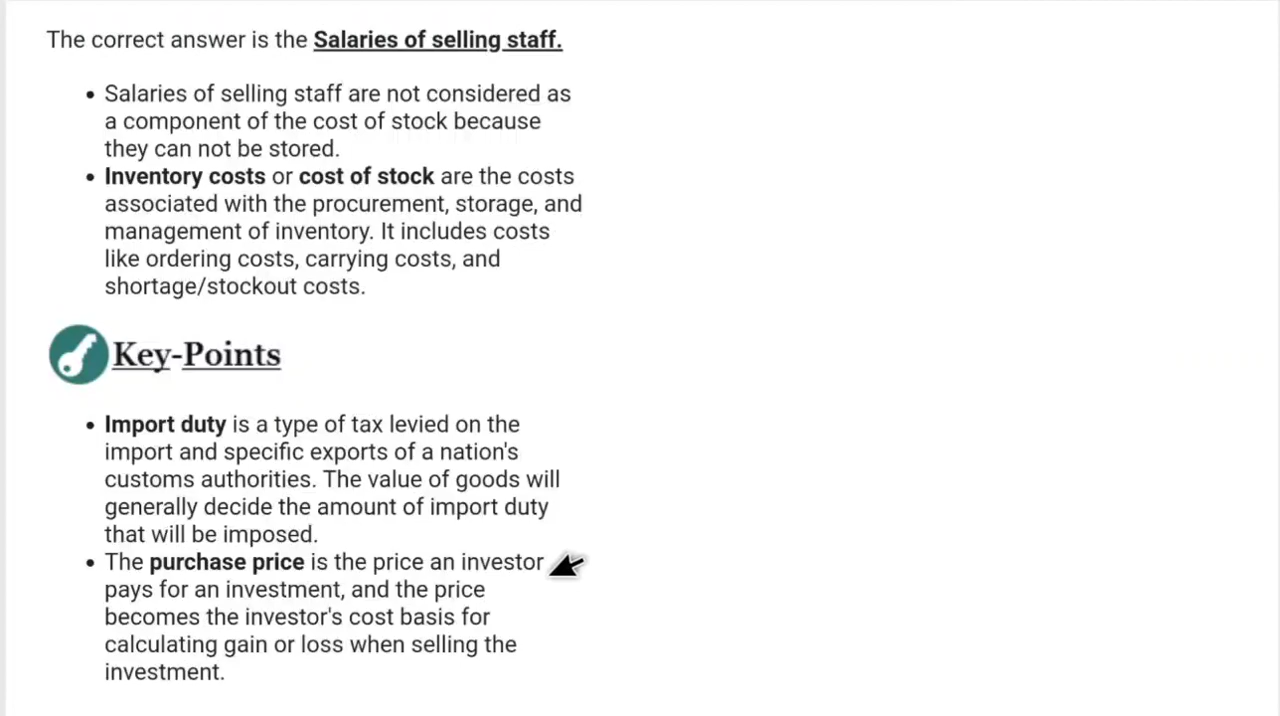 The correct answer is the Salaries of selling staff.
Salaries of selling staff are not considered as
a component of the cost of stock because
they can not be stored.
Inventory costs or cost of stock are the costs
associated with the procurement, storage, and
management of inventory. It includes costs
like ordering costs, carrying costs, and
shortage/stockout costs.
Key-Points
Import duty is a type of tax levied on the
import and specific exports of a nation's
customs authorities. The value of goods will
generally decide the amount of import duty
that will be imposed.
The purchase price is the price an investor
pays for an investment, and the price
becomes the investor's cost basis for
calculating gain or loss when selling the
investment.